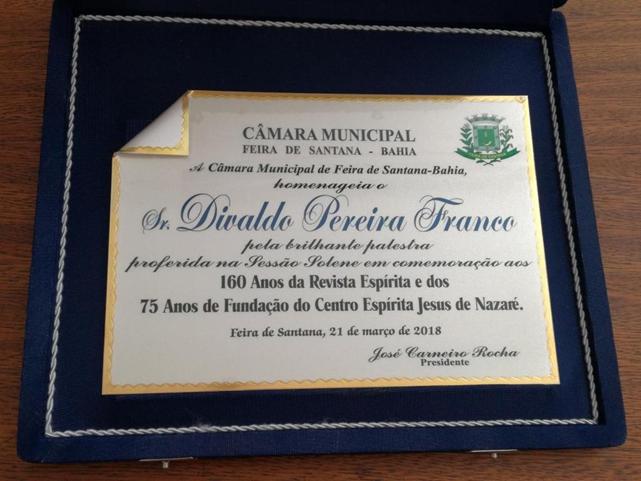 CÂMARA MUNICIPAL
FEIRA DE SANTANA - BAHIA
A Câmara Municipal de Feira de Santana-Bahia,
homenageia o
Sr. Divaldo Pereira Franco
pela brilhante palestra
proferida na Sessão Solene em comemoração aos
160 Anos da Revista Espírita e dos
75 Anos de Fundação do Centro Espírita Jesus de Nazaré.
Feira de Santana, 21 de março de 2018
José Carneiro Rocha
Presidente